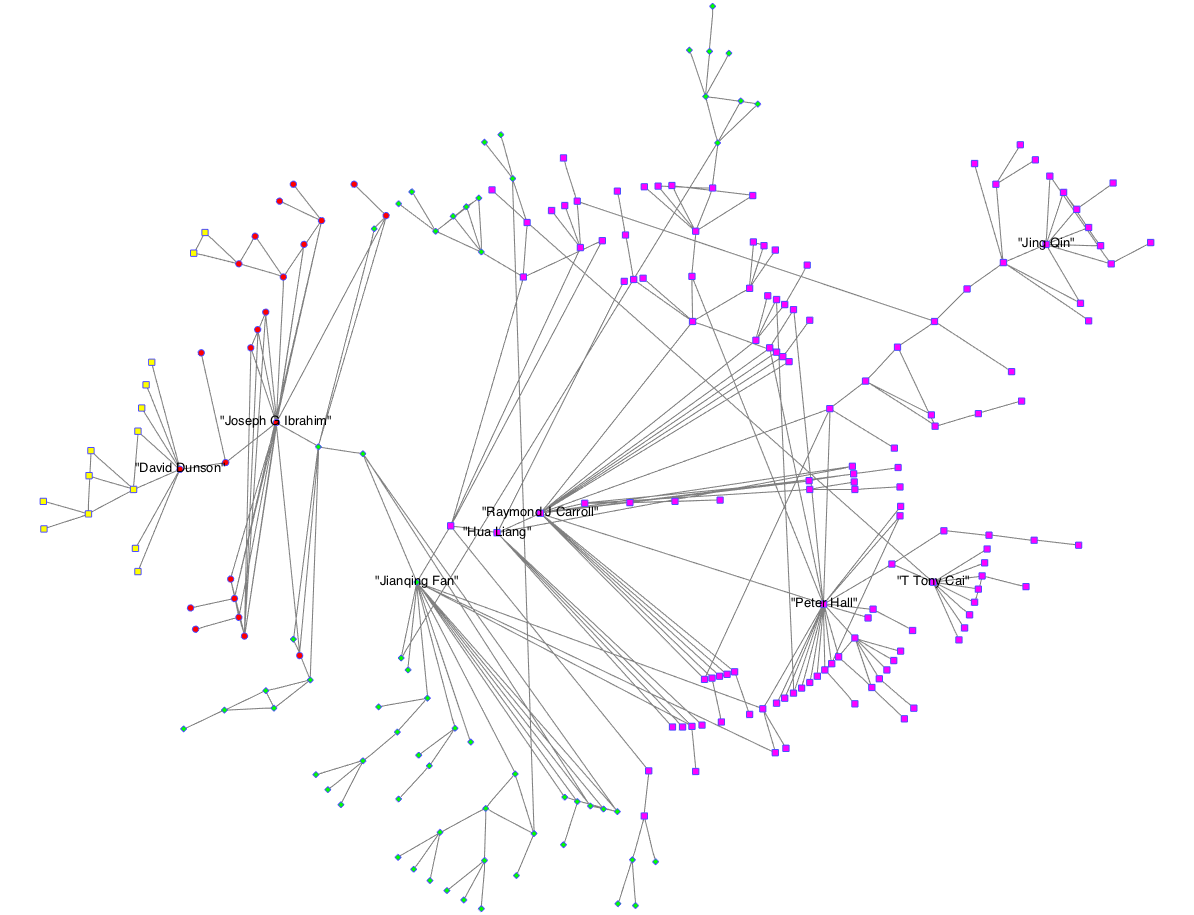 "Jing Qin"
"Joseph G Ibrahim"
"David Dunson"
"Raymond J Carroll"
"Hua Liang"
"Jianqing Fan"
"T Tony Cai"
"Peter Hall"